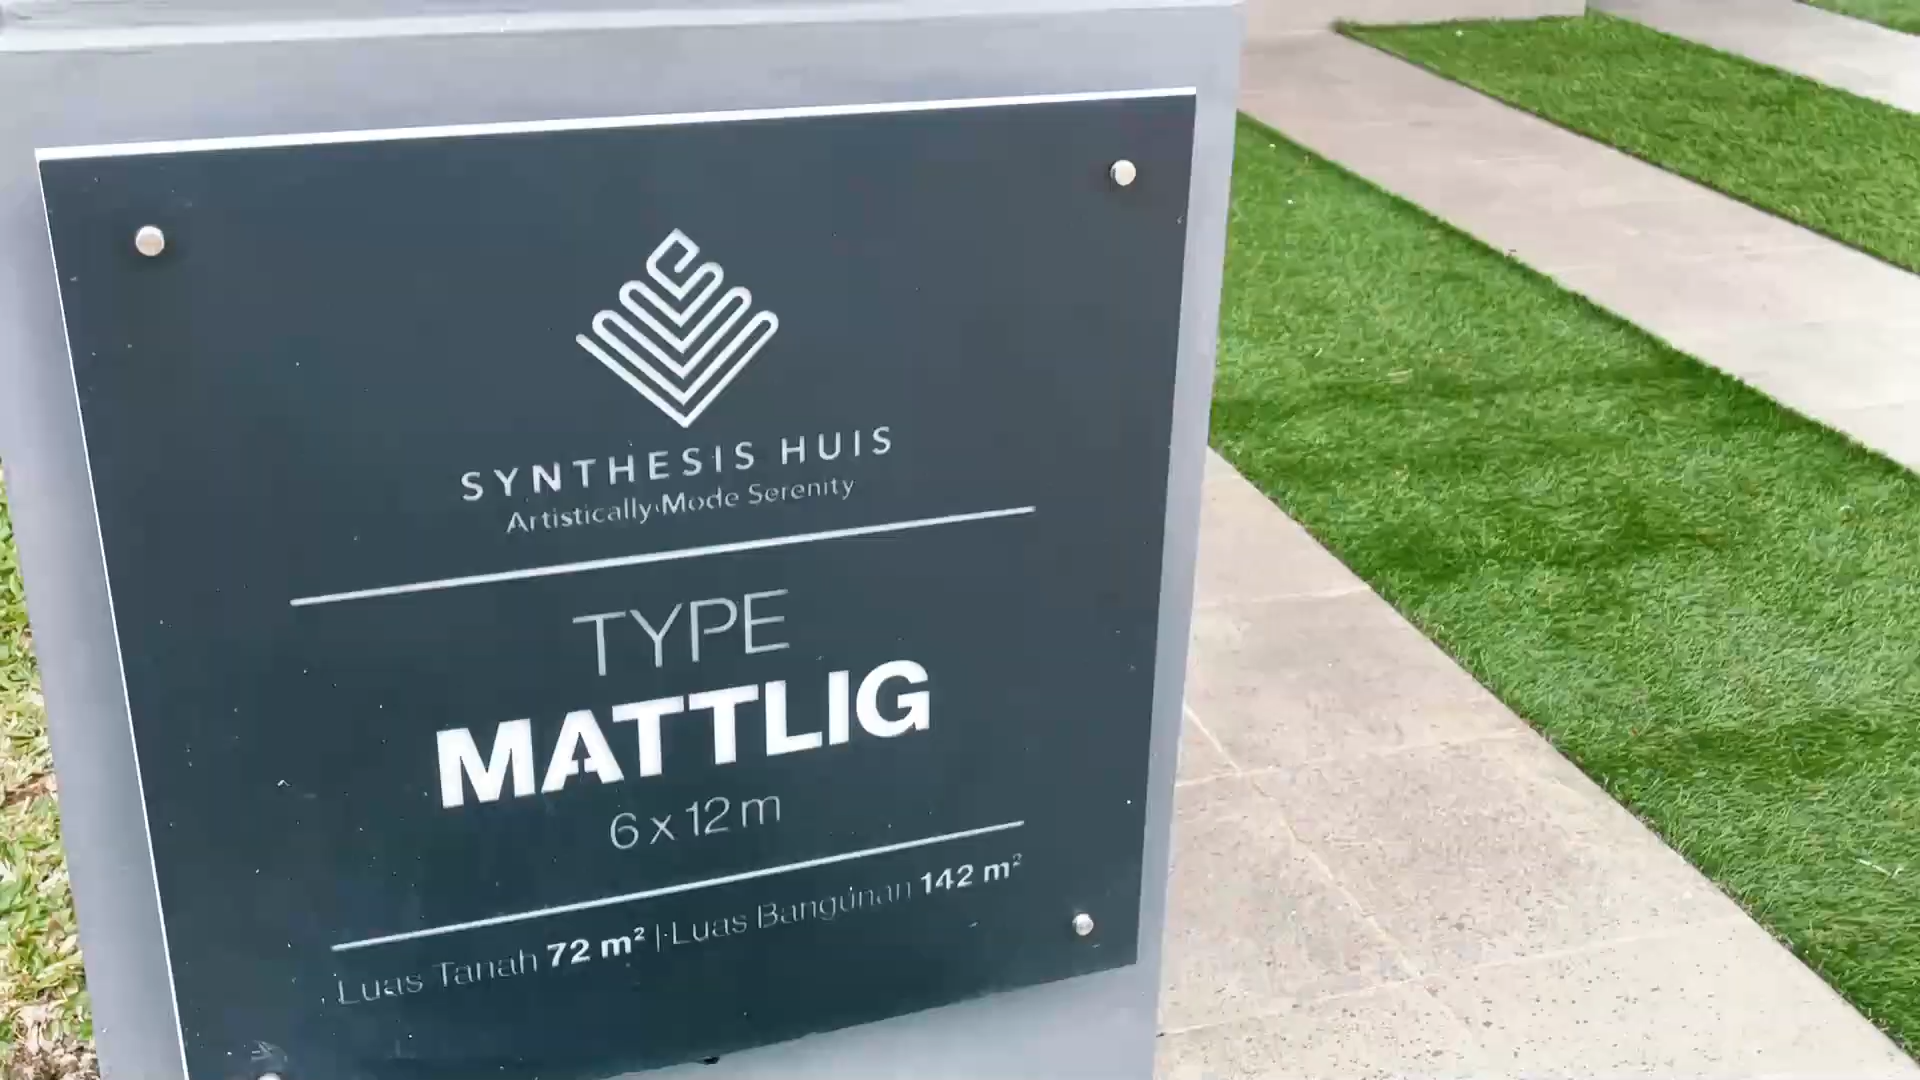 SYNTHESIS HUIS
Artistically Mode Serenity
TYPE
MATTLIG
6 x 12 m
Luas Tanah 72 m² | Luas Bangunan 142 m²